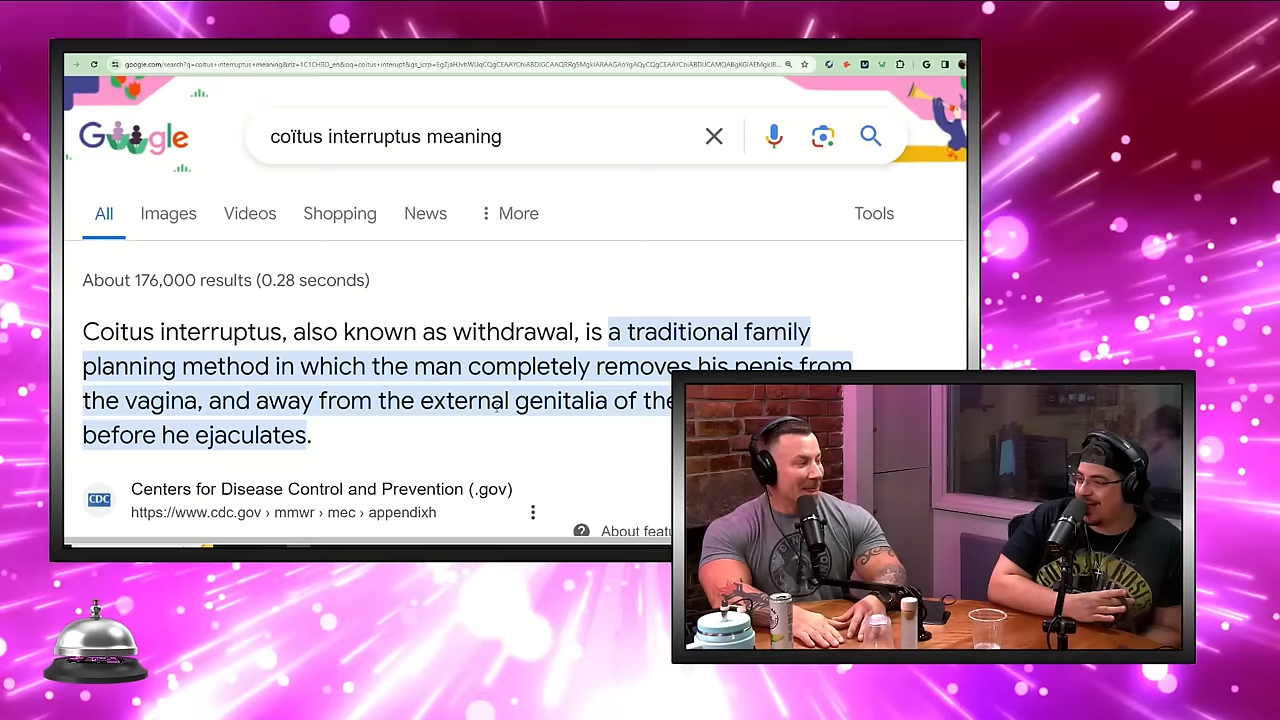 Google
coïtus interruptus meaning
All Images Videos Shopping News More Tools
About 176,000 results (0.28 seconds)
Coitus interruptus, also known as withdrawal, is a traditional family
planning method in which the man completely removes his penis from
the vagina, and away from the external genitalia of the
before he ejaculates.
CDC
Centers for Disease Control and Prevention (.gov)
https://www.cdc.gov › mmwr › mec › appendixh
About featu